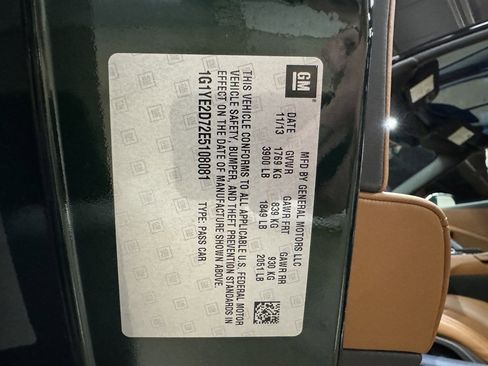 GM
MFD BY GENERAL MOTORS LLC
DATE GVWR GAWR FRT GAWR RR
11/13 1769 KG 839 KG 930 KG
3900 LB 1849 LB 2051 LB
THIS VEHICLE CONFORMS TO ALL APPLICABLE U.S. FEDERAL MOTOR
VEHICLE SAFETY, BUMPER, AND THEFT PREVENTION STANDARDS IN
EFFECT ON THE DATE OF MANUFACTURE SHOWN ABOVE.
1G1YE2D72E5108081 TYPE: PASS CAR